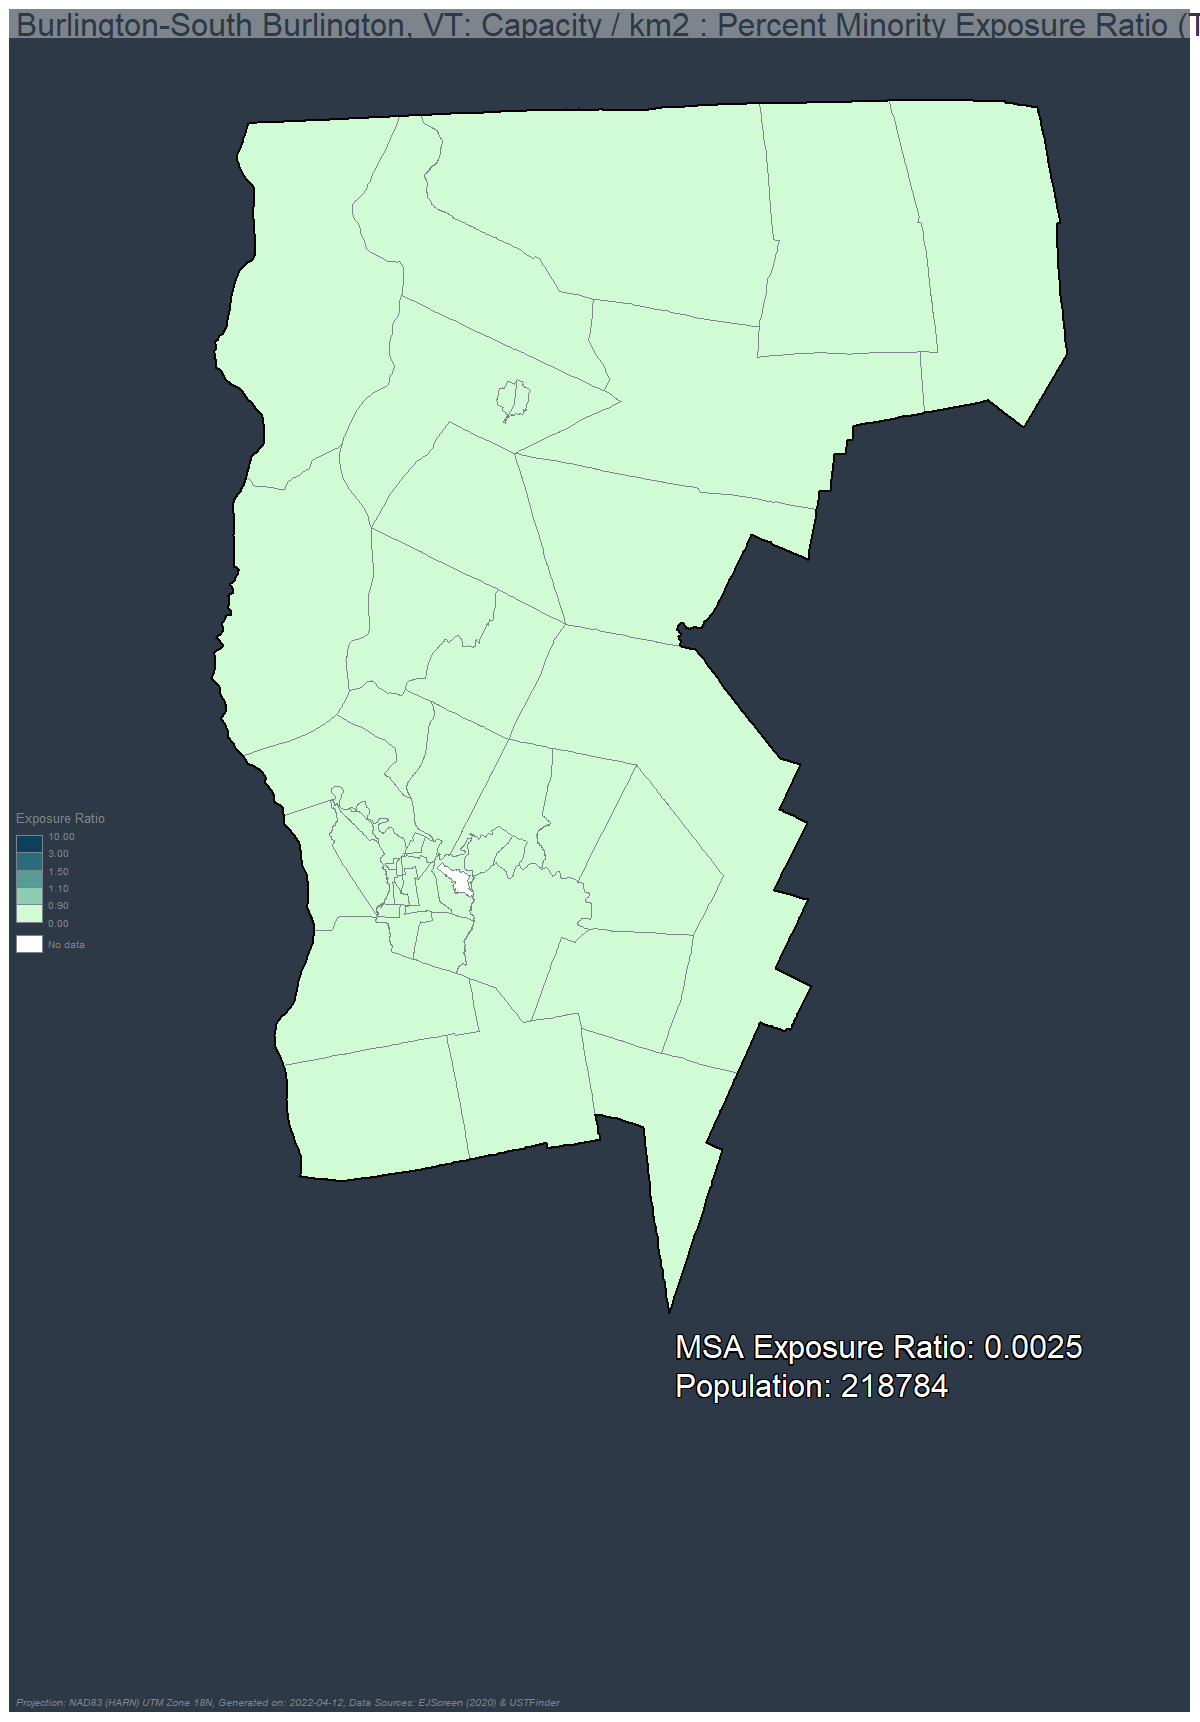 Burlington-South Burlington, VT: Capacity / km2 : Percent Minority Exposure Ratio (T
Exposure Ratio
10.00
3.00
1.50
1.10
0.90
0.00
No data
MSA Exposure Ratio: 0.0025
Population: 218784
Projection: NAD83 (HARN) UTM Zone 18N, Generated on: 2022-04-12, Data Sources: EJScreen (2020) & USTFinder